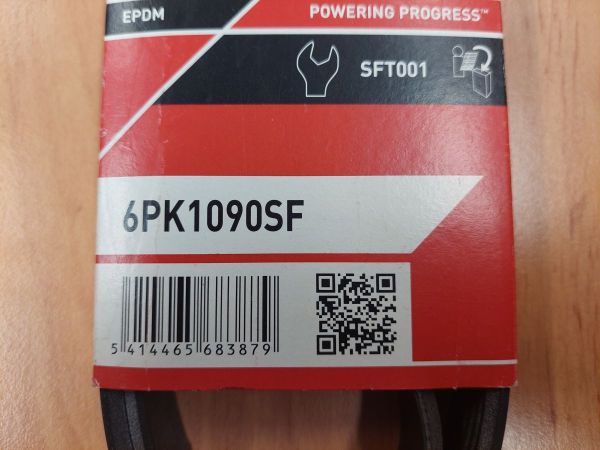 EPDM
POWERING PROGRESS™
SFT001
6PK1090SF
5 414465 683879